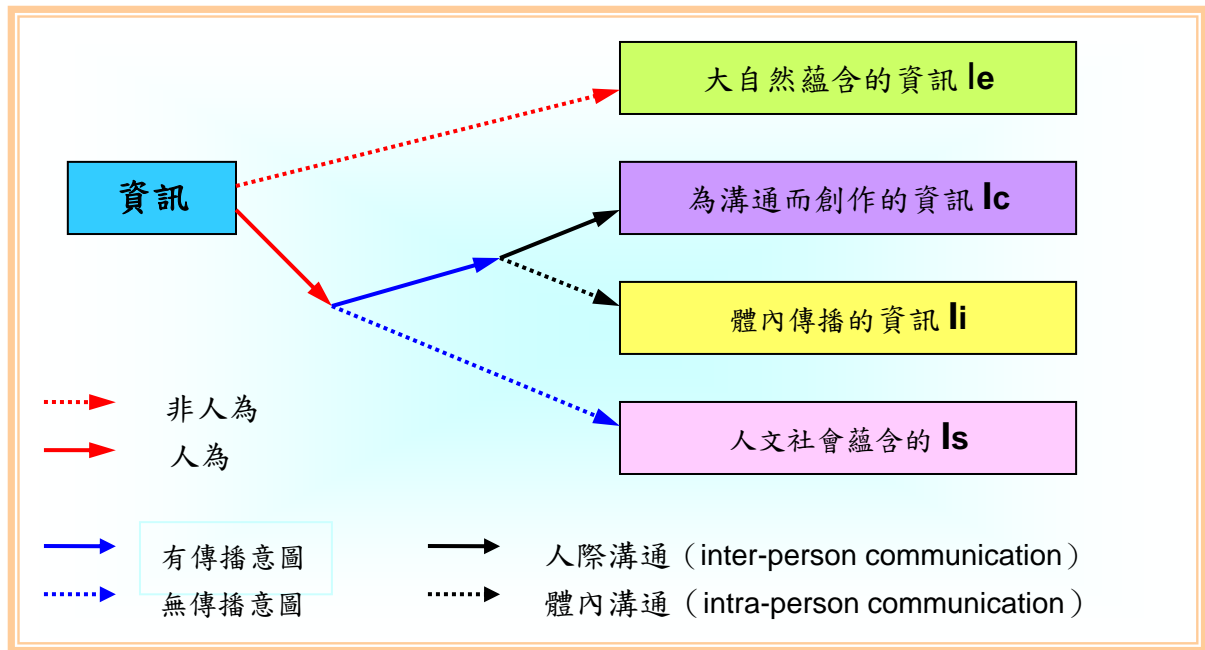 大自然蘊含的資訊 Ie
資訊
為溝通而創作的資訊 Ic
體內傳播的資訊 Ii
人文社會蘊含的 Is
非人為
人為
有傳播意圖
無傳播意圖
人際溝通（inter-person communication）
體內溝通（intra-person communication）